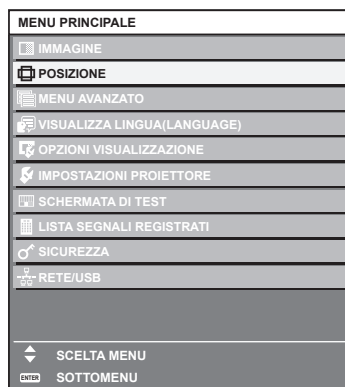 MENU PRINCIPALE
IMMAGINE
POSIZIONE
MENU AVANZATO
VISUALIZZA LINGUA(LANGUAGE)
OPZIONI VISUALIZZAZIONE
IMPOSTAZIONI PROIETTORE
SCHERMATA DI TEST
LISTA SEGNALI REGISTRATI
SICUREZZA
RETE/USB
SCELTA MENU
ENTER SOTTOMENU